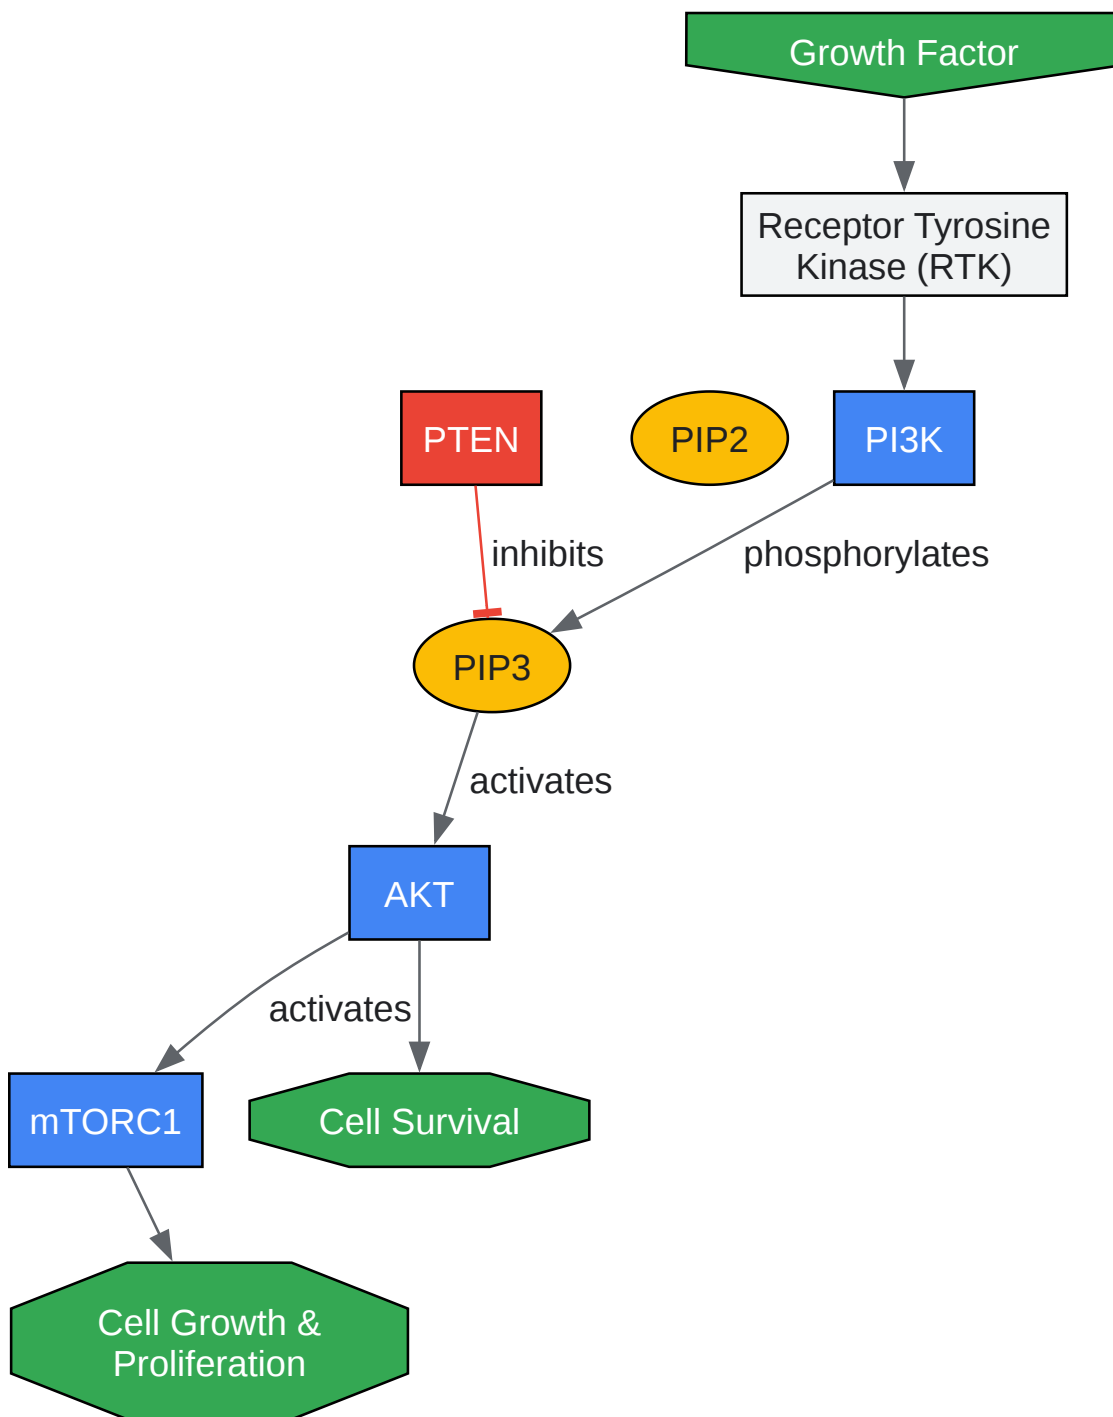 Growth Factor
Receptor Tyrosine
Kinase (RTK)
PTEN
PIP2
PI3K
inhibits
phosphorylates
PIP3
activates
AKT
activates
mTORC1
Cell Survival
Cell Growth &
Proliferation